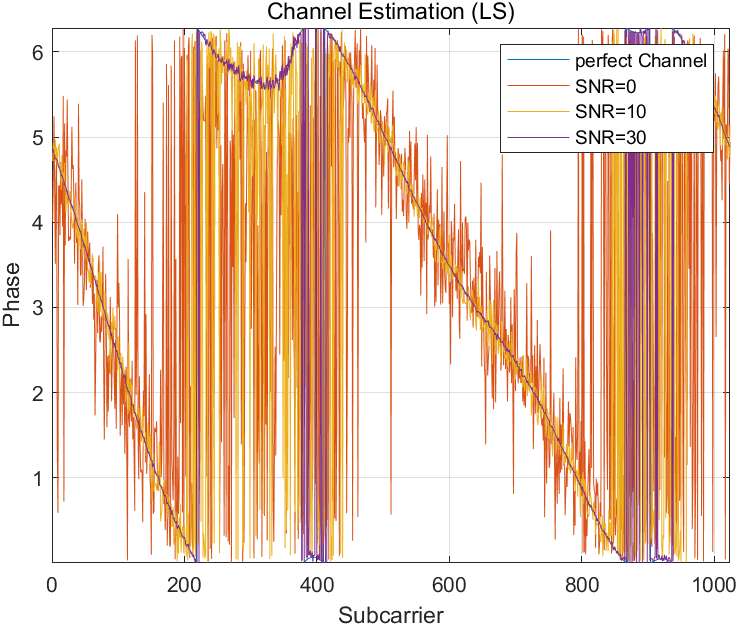 Channel Estimation (LS)
perfect Channel
SNR=0
SNR=10
SNR=30
6
5
4
3
2
1
Phase
0
200
400
600
800
1000
Subcarrier